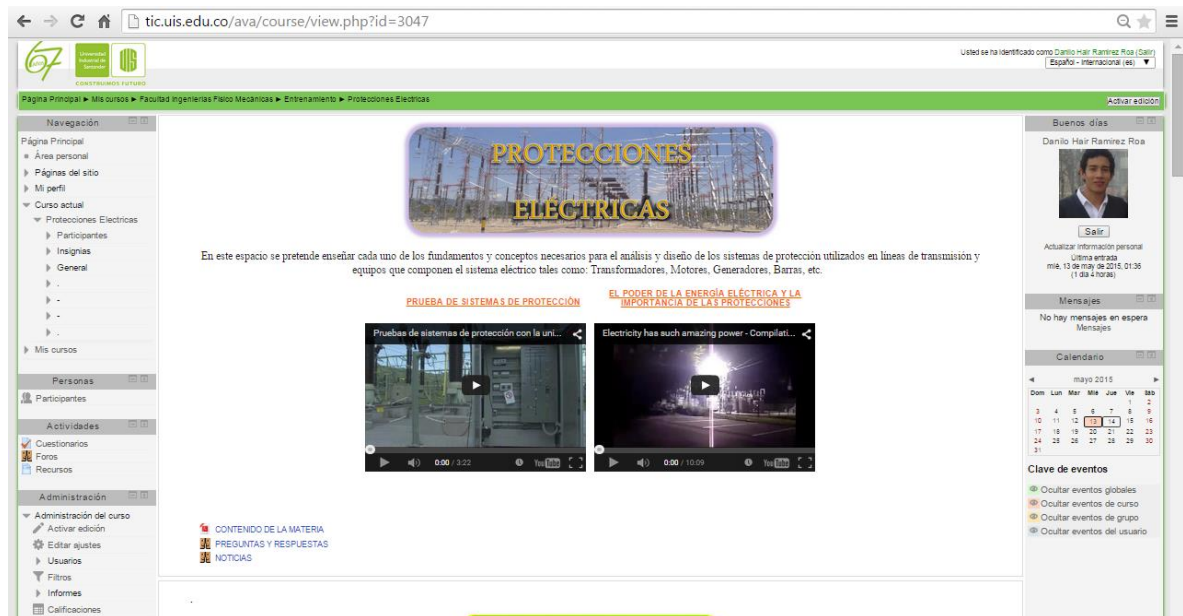 tic.uis.edu.co/ava/course/view.php?id=3047
67
Universidad
Industrial de
Santander
UIS
CONSTRUIMOS FUTURO
Usted se ha identificado como Danilo Hair Ramirez Roa (Salir)
Español - Internacional (es)
Página Principal ► Mis cursos ► Facultad Ingenierías Físico Mecánicas ► Entrenamiento ► Protecciones Electricas
Activar edición
Navegación
Página Principal
Área personal
Páginas del sitio
Mi perfil
Curso actual
Protecciones Electricas
Participantes
Insignias
General
.
-
-
.
Mis cursos
Personas
Participantes
Actividades
Cuestionarios
Foros
Recursos
Administración
Administración del curso
Activar edición
Editar ajustes
Usuarios
Filtros
Informes
Calificaciones
PROTECCIONES
ELÉCTRICAS
En este espacio se pretende enseñar cada uno de los fundamentos y conceptos necesarios para el análisis y diseño de los sistemas de protección utilizados en líneas de transmisión y
equipos que componen el sistema eléctrico tales como: Transformadores, Motores, Generadores, Barras, etc.
PRUEBA DE SISTEMAS DE PROTECCIÓN
EL PODER DE LA ENERGÍA ELÉCTRICA Y LA
IMPORTANCIA DE LAS PROTECCIONES
Pruebas de sistemas de protección con la uni...
0:00 / 3:22
YouTube
Electricity has such amazing power - Compilati...
0:00 / 10:09
YouTube
CONTENIDO DE LA MATERIA
PREGUNTAS Y RESPUESTAS
NOTICIAS
.
Buenos días
Danilo Hair Ramirez Roa
Salir
Actualizar información personal
Última entrada
mié, 13 de may de 2015, 01:36
(1 día 4 horas)
Mensajes
No hay mensajes en espera
Mensajes
Calendario
◄ mayo 2015 ►
Dom Lun Mar Mié Jue Vie Sáb
1 2
3 4 5 6 7 8 9
10 11 12 13 14 15 16
17 18 19 20 21 22 23
24 25 26 27 28 29 30
31
Clave de eventos
Ocultar eventos globales
Ocultar eventos de curso
Ocultar eventos de grupo
Ocultar eventos del usuario